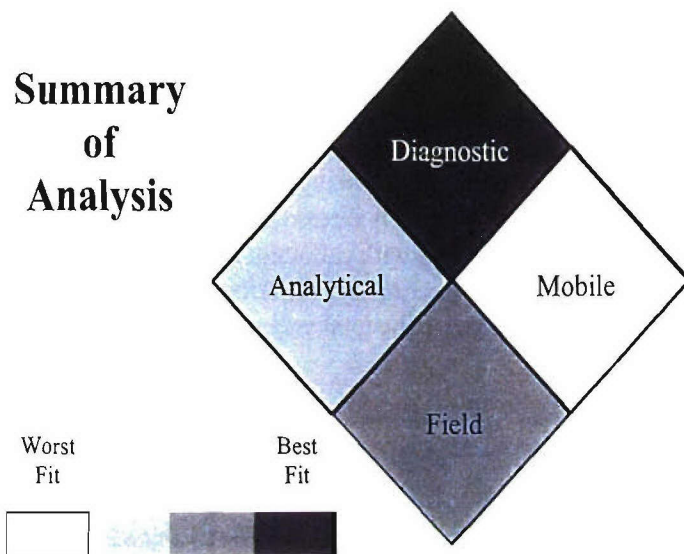 Summary
of
Analysis
Diagnostic
Analytical
Mobile
Field
Worst
Fit
Best
Fit